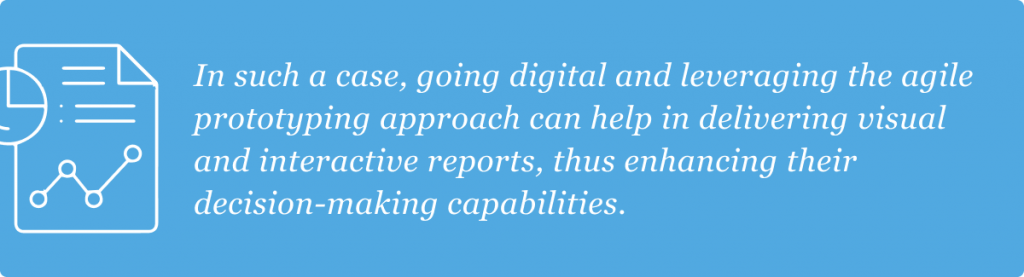 In such a case, going digital and leveraging the agile
prototyping approach can help in delivering visual
and interactive reports, thus enhancing their
decision-making capabilities.